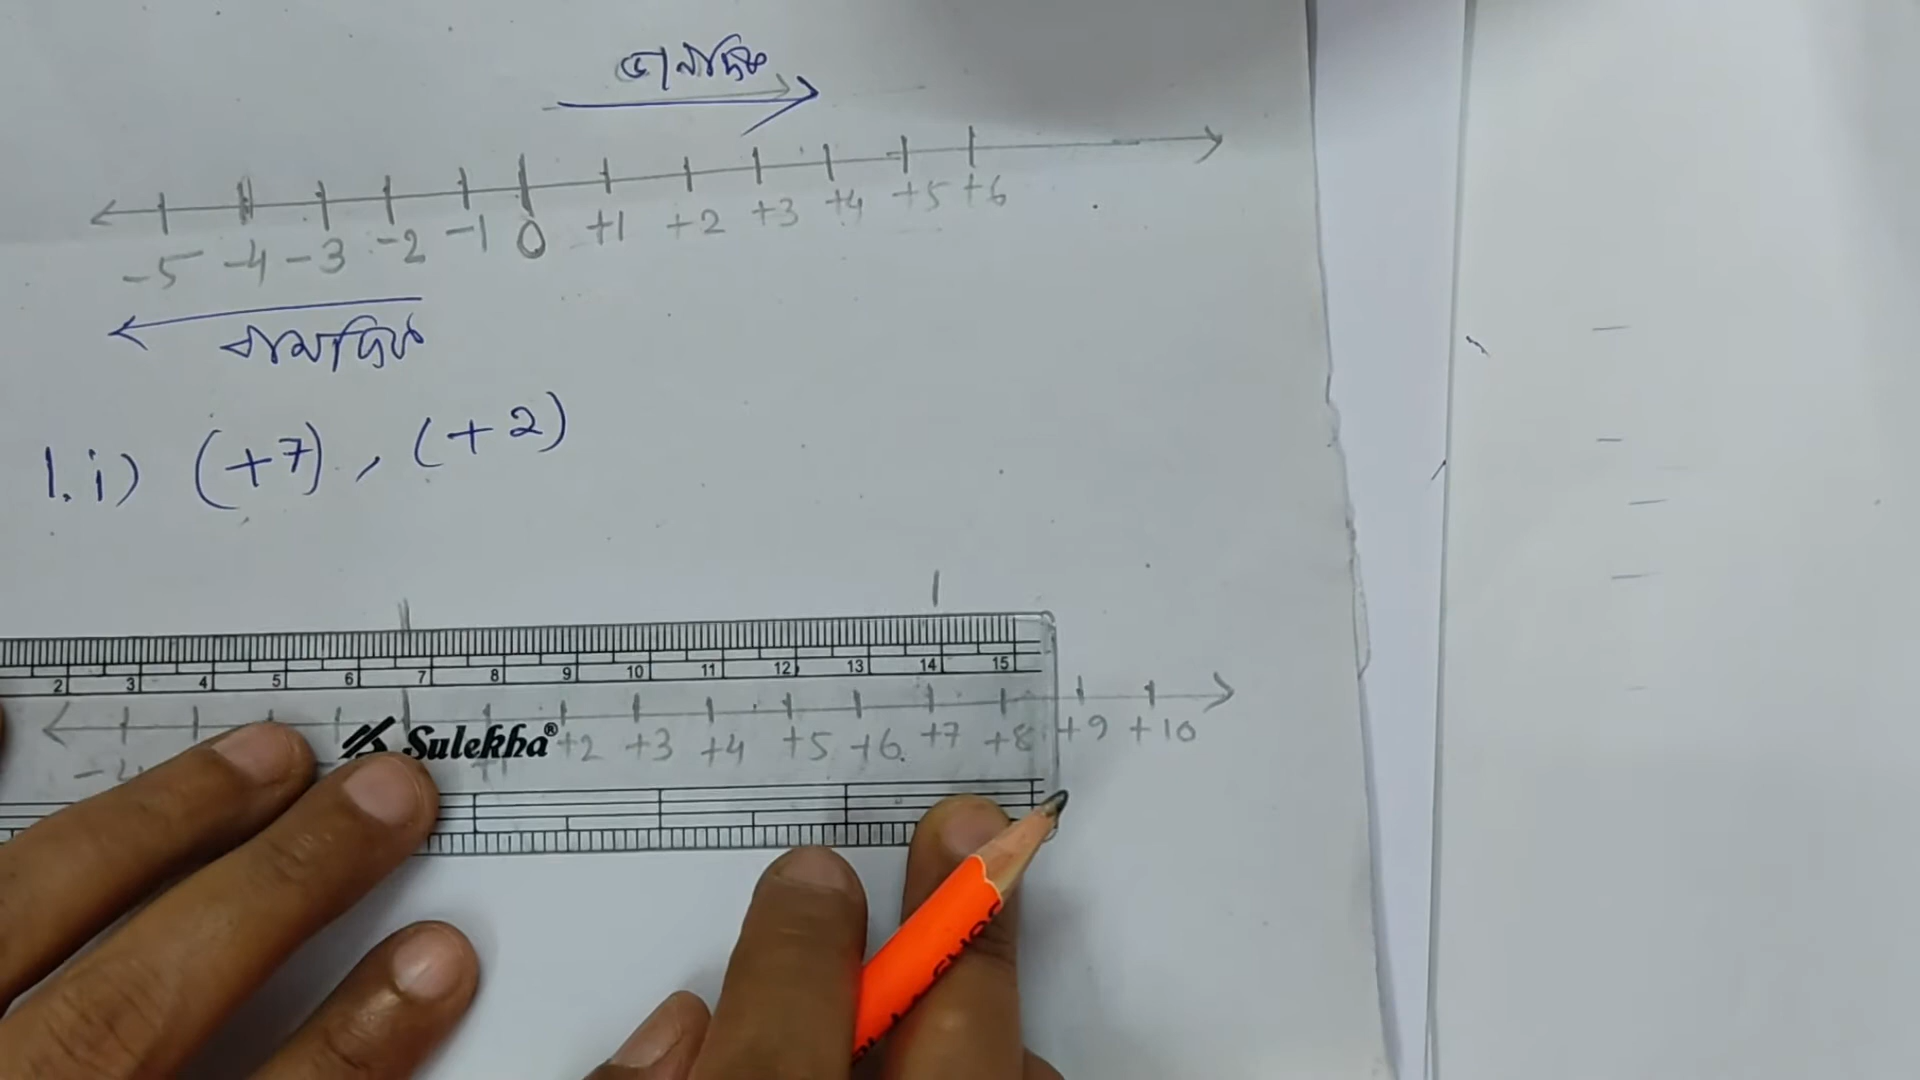 ডানদিক
-5 -4 -3 -2 -1 0 +1 +2 +3 +4 +5 +6
বামদিক
1. i) (+7), (+2)
2 3 4 5 6 7 8 9 10 11 12 13 14 15
Sulekha®
-4 +1 +2 +3 +4 +5 +6 +7 +8 +9 +10